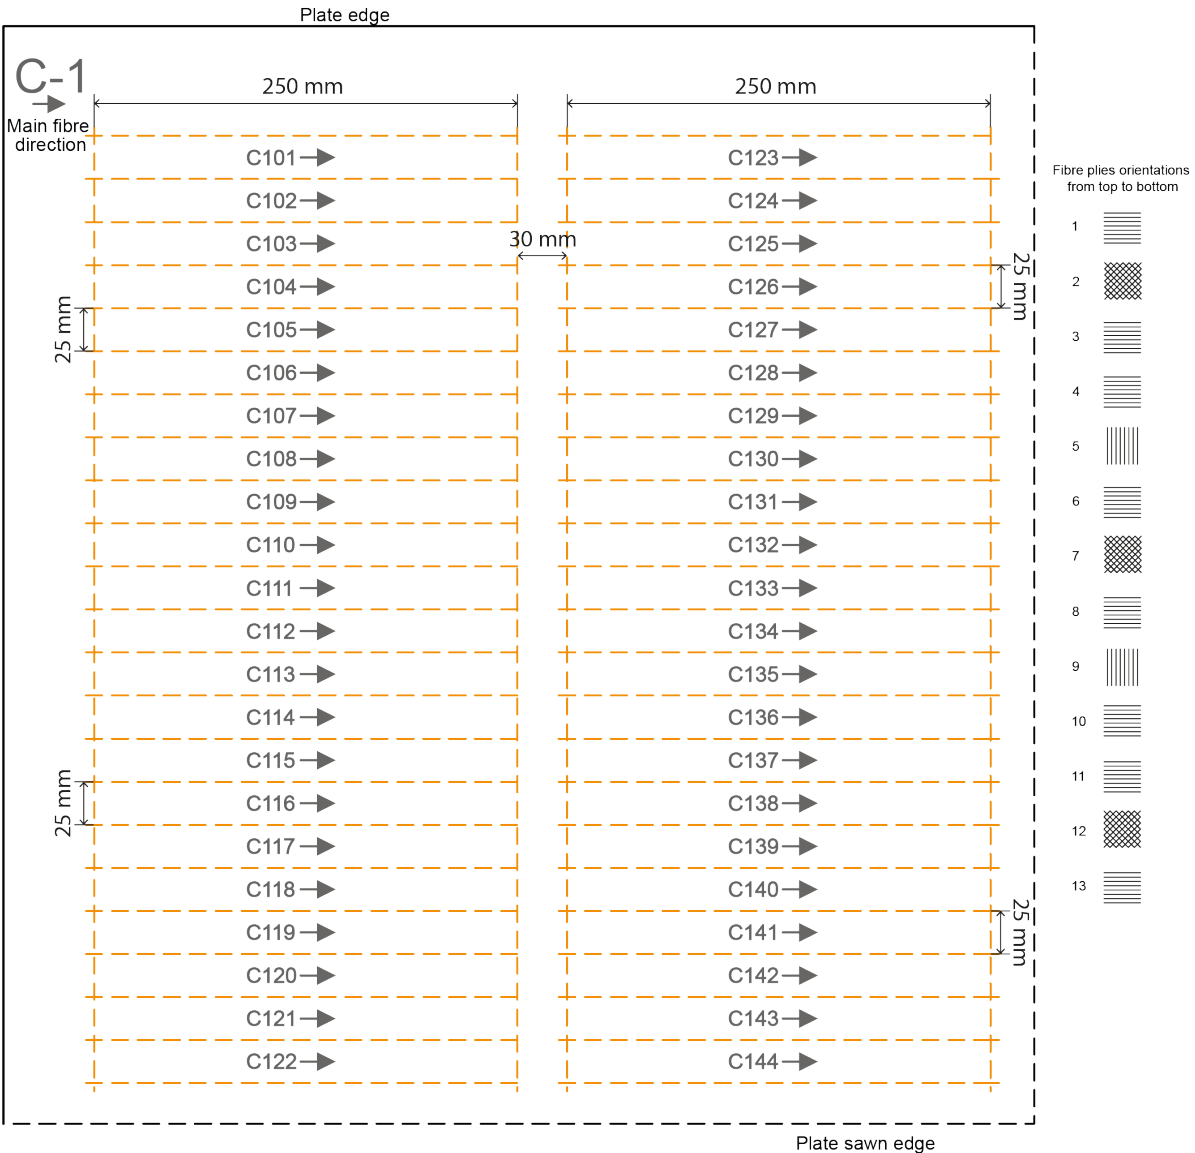 Plate edge
C-1
Main fibre
direction
250 mm
250 mm
C101
C102
C103
C104
C105
C106
C107
C108
C109
C110
C111
C112
C113
C114
C115
C116
C117
C118
C119
C120
C121
C122
25 mm
25 mm
30 mm
C123
C124
C125
C126
C127
C128
C129
C130
C131
C132
C133
C134
C135
C136
C137
C138
C139
C140
C141
C142
C143
C144
25 mm
25 mm
Fibre plies orientations
from top to bottom
1
2
3
4
5
6
7
8
9
10
11
12
13
Plate sawn edge